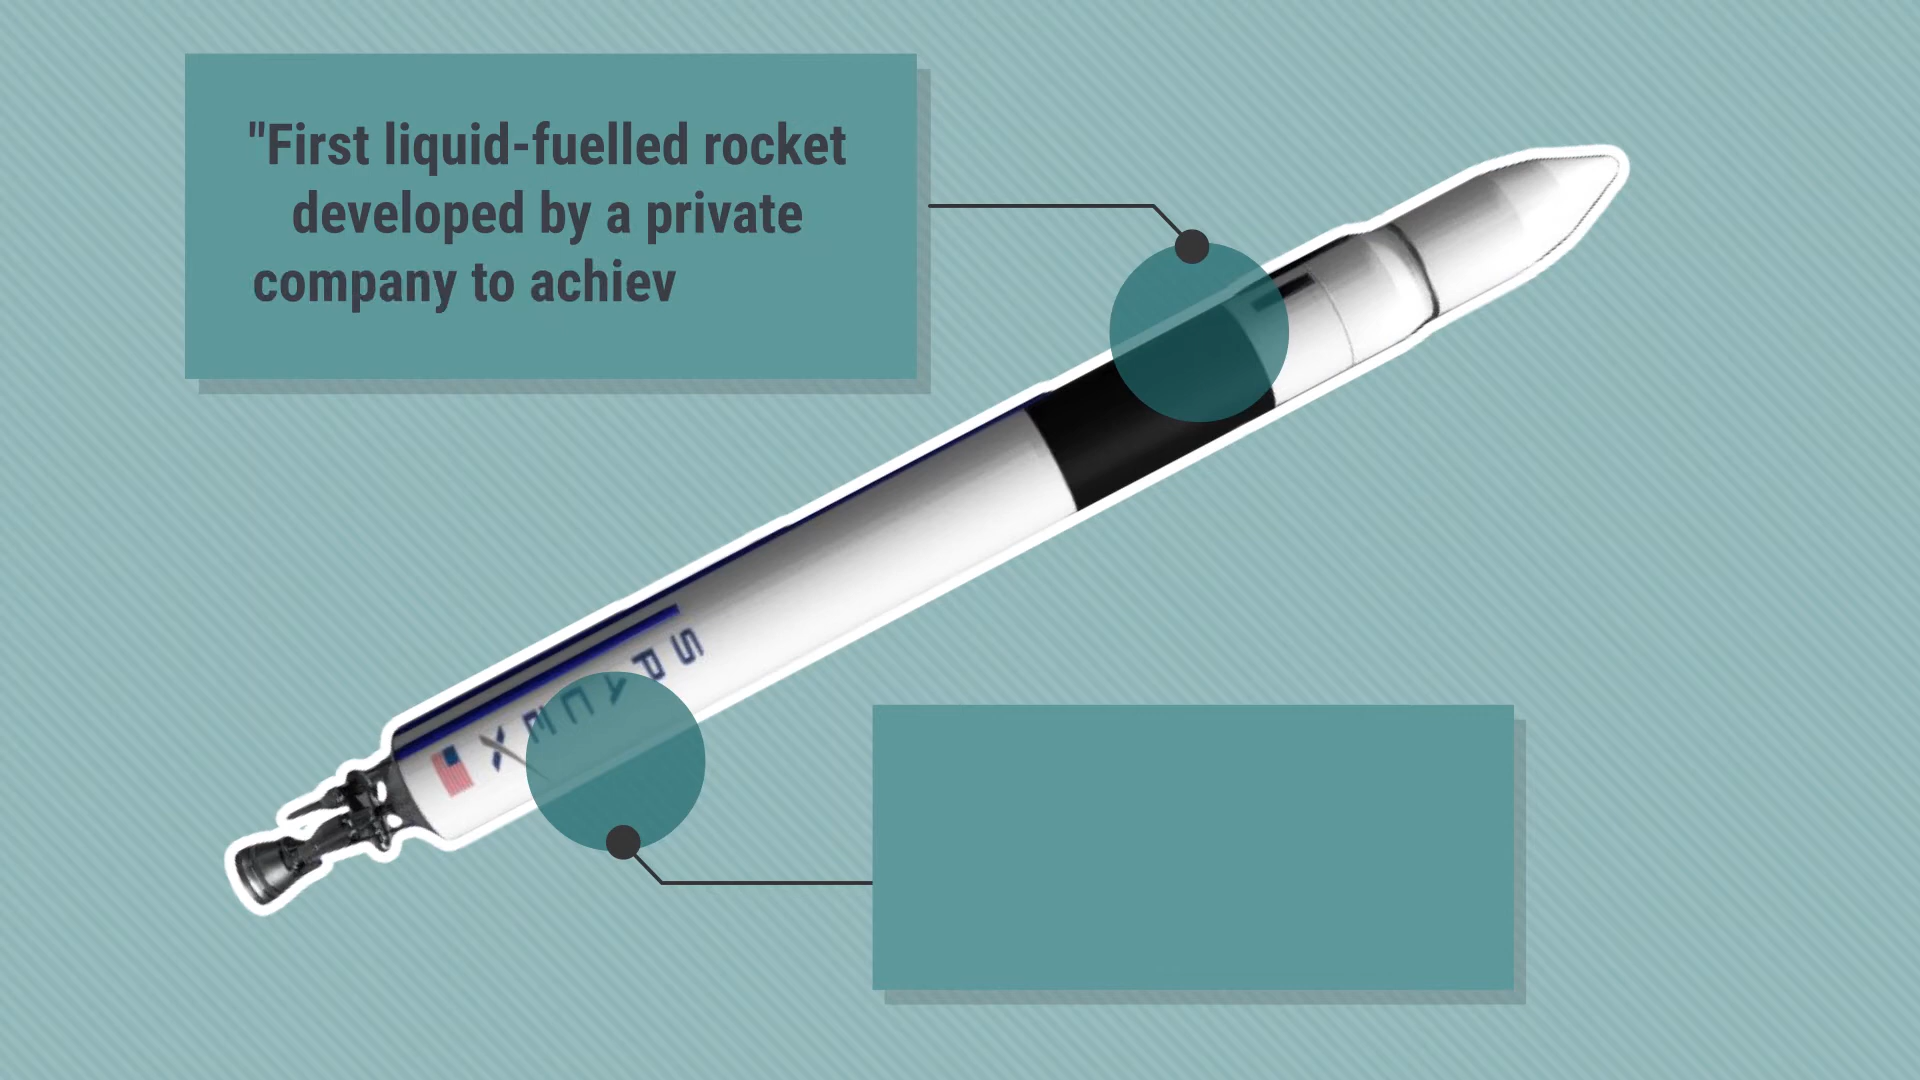 "First liquid-fuelled rocket
developed by a private
company to achiev
SPACEX